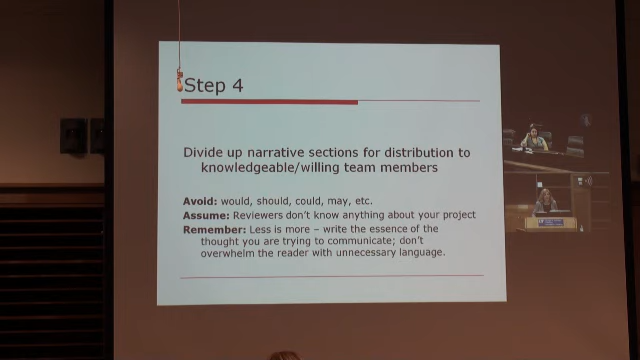 Step 4
Divide up narrative sections for distribution to
knowledgeable/willing team members
Avoid: would, should, could, may, etc.
Assume: Reviewers don't know anything about your project
Remember: Less is more – write the essence of the
thought you are trying to communicate; don't
overwhelm the reader with unnecessary language.